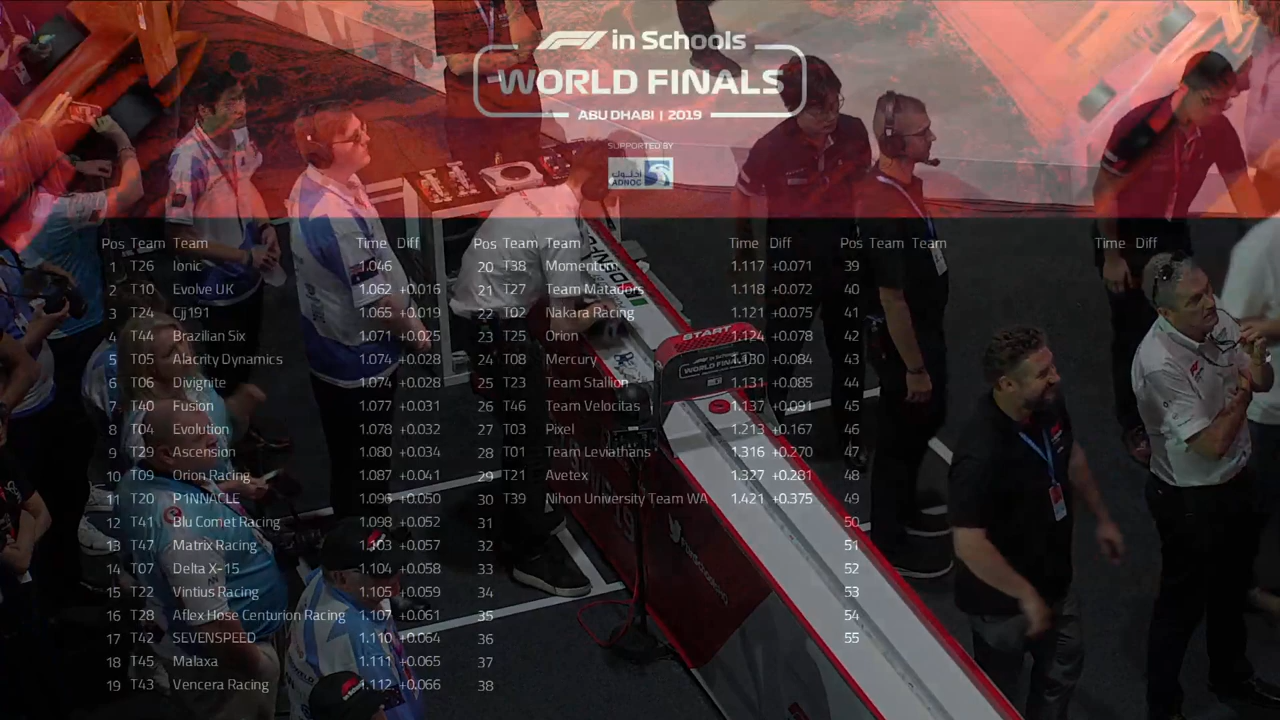 F1 in Schools
WORLD FINALS
ABU DHABI | 2019
SUPPORTED BY
أدنوك
ADNOC
Pos Team Team Time Diff
1 T26 Ionic 1.046
2 T10 Evolve UK 1.062 +0.016
3 T24 Cjj191 1.065 +0.019
4 T44 Brazilian Six 1.071 +0.025
5 T05 Alacrity Dynamics 1.074 +0.028
6 T06 Divignite 1.074 +0.028
7 T40 Fusion 1.077 +0.031
8 T04 Evolution 1.078 +0.032
9 T29 Ascension 1.080 +0.034
10 T09 Orion Racing 1.087 +0.041
11 T20 P1NNACLE 1.096 +0.050
12 T41 Blu Comet Racing 1.098 +0.052
13 T47 Matrix Racing 1.103 +0.057
14 T07 Delta X-15 1.104 +0.058
15 T22 Vintius Racing 1.105 +0.059
16 T28 Aflex Hose Centurion Racing 1.107 +0.061
17 T42 SEVENSPEED 1.110 +0.064
18 T45 Malaxa 1.111 +0.065
19 T43 Vencera Racing 1.112 +0.066
Pos Team Team Time Diff
20 T38 Momentum 1.117 +0.071
21 T27 Team Matadors 1.118 +0.072
22 T02 Nakara Racing 1.121 +0.075
23 T25 Orion 1.124 +0.078
24 T08 Mercury 1.130 +0.084
25 T23 Team Stallion 1.131 +0.085
26 T46 Team Velocitas 1.137 +0.091
27 T03 Pixel 1.213 +0.167
28 T01 Team Leviathans 1.316 +0.270
29 T21 Avetex 1.327 +0.281
30 T39 Nihon University Team WA 1.421 +0.375
31
32
33
34
35
36
37
38
Pos Team Team Time Diff
39
40
41
42
43
44
45
46
47
48
49
50
51
52
53
54
55
START
F1 in Schools
WORLD FINALS